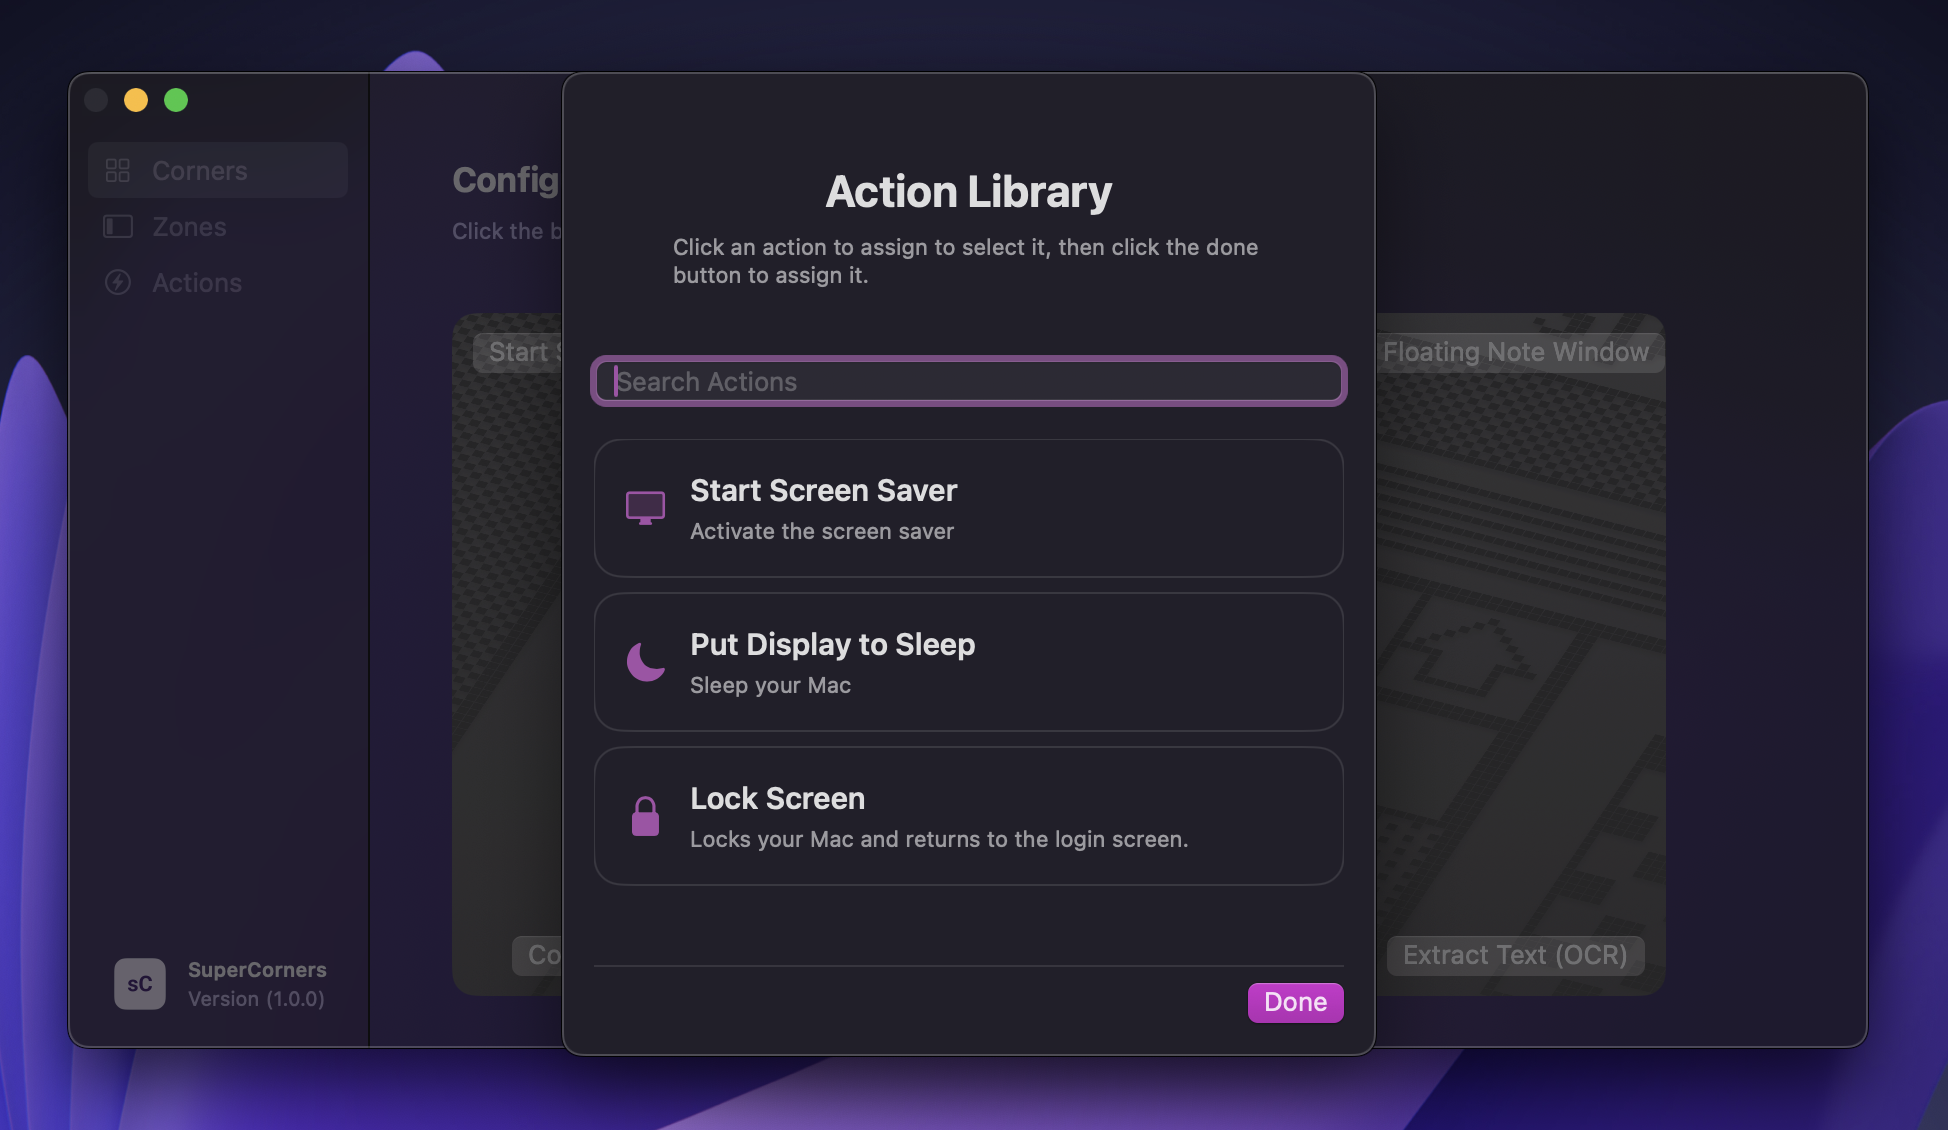 Corners
Zones
Actions
SuperCorners
Version (1.0.0)
sC
Config
Click the b
Start
Co
Floating Note Window
Extract Text (OCR)
Action Library
Click an action to assign to select it, then click the done
button to assign it.
Search Actions
Start Screen Saver
Activate the screen saver
Put Display to Sleep
Sleep your Mac
Lock Screen
Locks your Mac and returns to the login screen.
Done